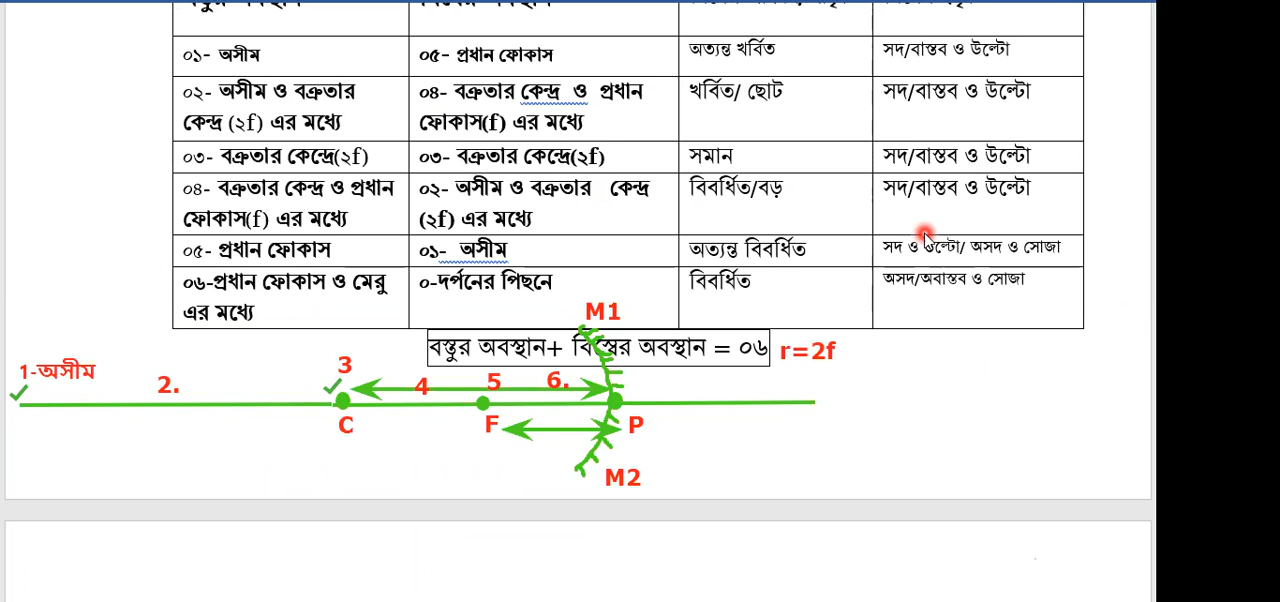 ০১- অসীম
০৫- প্রধান ফোকাস
অত্যন্ত খর্বিত
সদ/বাস্তব ও উল্টো
০২- অসীম ও বক্রতার
কেন্দ্র (২f) এর মধ্যে
০৪- বক্রতার কেন্দ্র ও প্রধান
ফোকাস(f) এর মধ্যে
খর্বিত/ ছোট
সদ/বাস্তব ও উল্টো
০৩- বক্রতার কেন্দ্রে(২f)
০৩- বক্রতার কেন্দ্রে(২f)
সমান
সদ/বাস্তব ও উল্টো
০৪- বক্রতার কেন্দ্র ও প্রধান
ফোকাস(f) এর মধ্যে
০২- অসীম ও বক্রতার কেন্দ্র
(২f) এর মধ্যে
বিবর্ধিত/বড়
সদ/বাস্তব ও উল্টো
০৫- প্রধান ফোকাস
০১- অসীম
অত্যন্ত বিবর্ধিত
সদ ও উল্টো/ অসদ ও সোজা
০৬-প্রধান ফোকাস ও মেরু
এর মধ্যে
০-দর্পনের পিছনে
বিবর্ধিত
অসদ/অবাস্তব ও সোজা
M1
বস্তুর অবস্থান+ বিম্বের অবস্থান = ০৬
r=2f
1-অসীম
2.
3
4
5
6.
C
F
P
M2